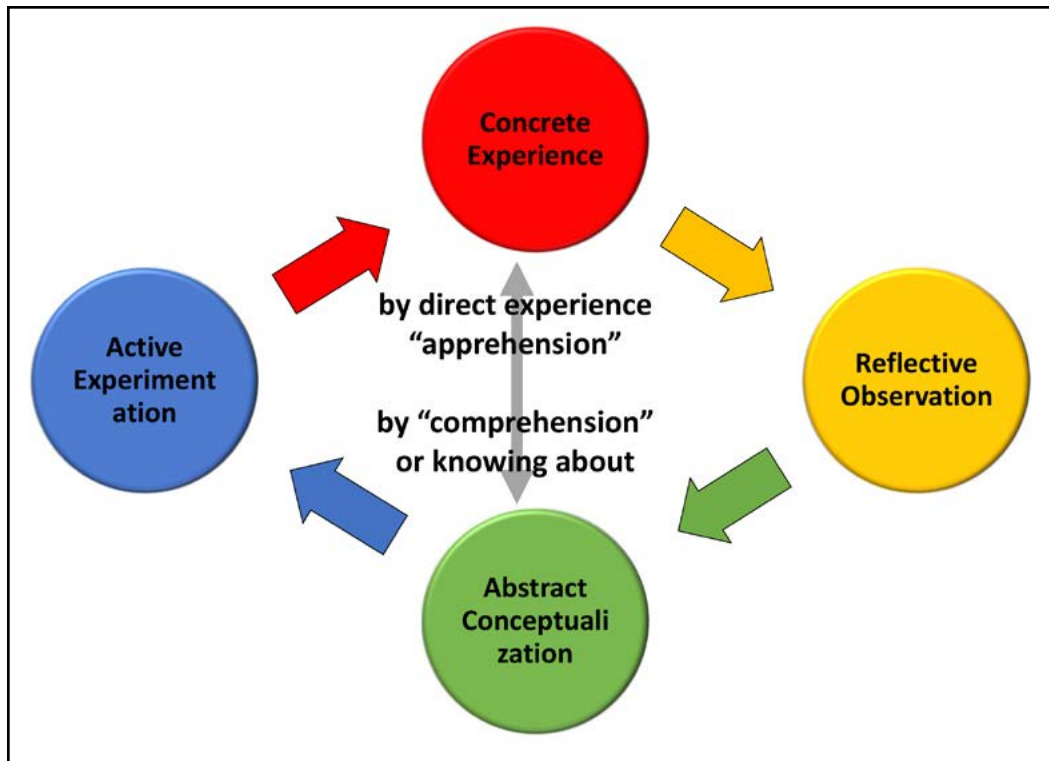 Concrete
Experience
by direct experience
“apprehension”
Active
Experiment
ation
Reflective
Observation
by “comprehension”
or knowing about
Abstract
Conceptuali
zation